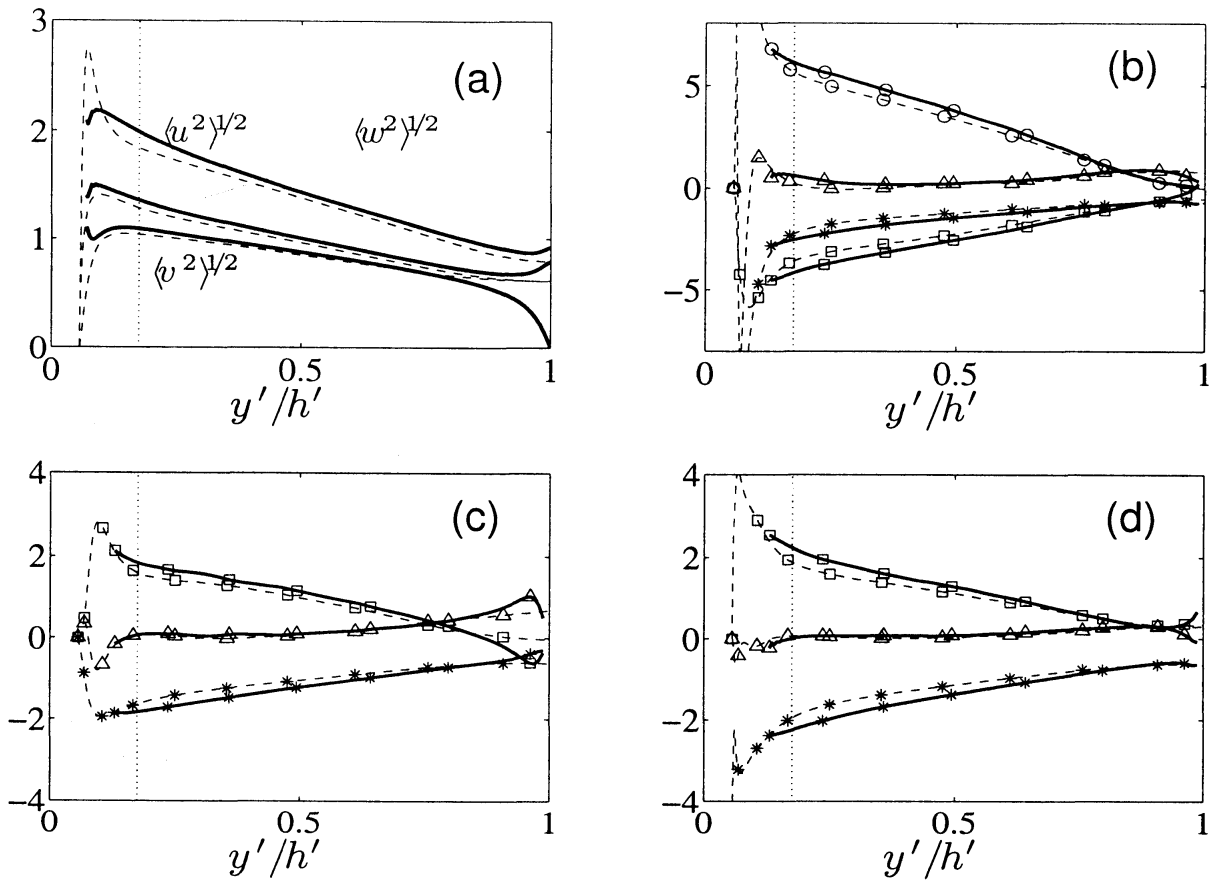 3
2
1
0
(a)
⟨u²⟩^1/2
⟨w²⟩^1/2
⟨v²⟩^1/2
0 0.5 1
y′/h′
5
0
−5
(b)
0 0.5 1
y′/h′
4
2
0
−2
−4
(c)
0 0.5 1
y′/h′
4
2
0
−2
−4
(d)
0 0.5 1
y′/h′